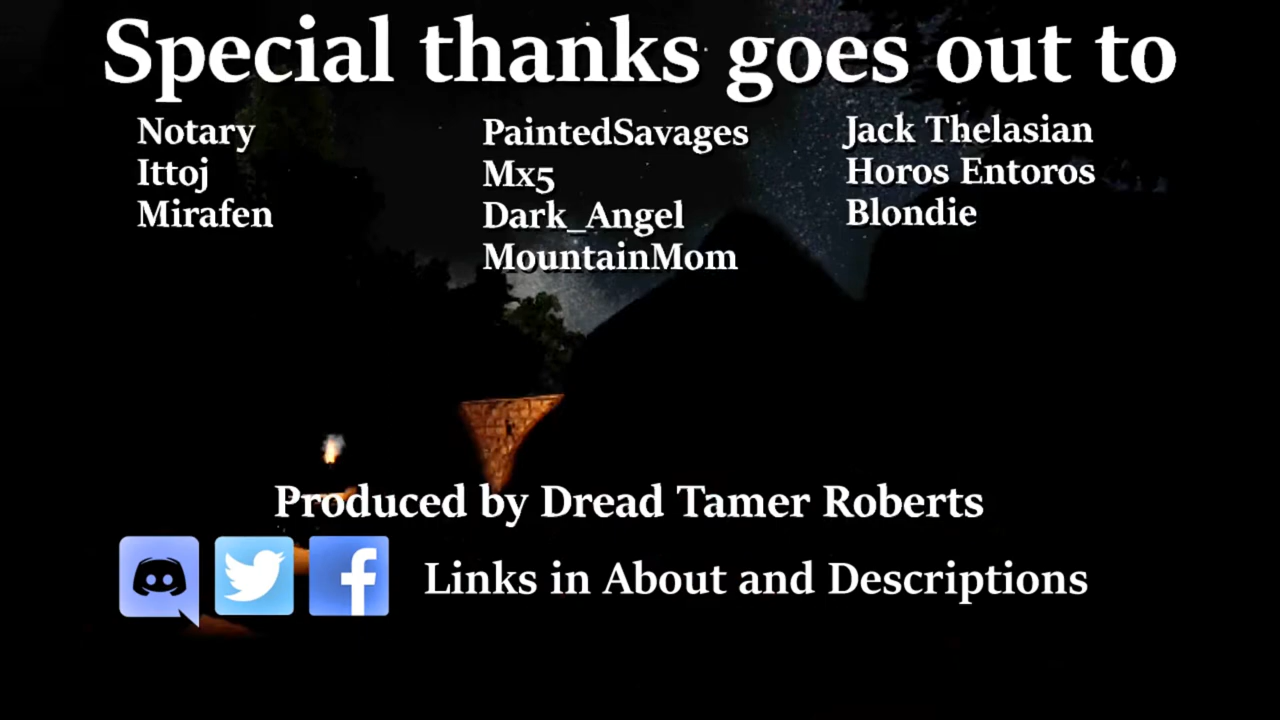 Special thanks goes out to
Notary
Ittoj
Mirafen
PaintedSavages
Mx5
Dark_Angel
MountainMom
Jack Thelasian
Horos Entoros
Blondie
Produced by Dread Tamer Roberts
Links in About and Descriptions